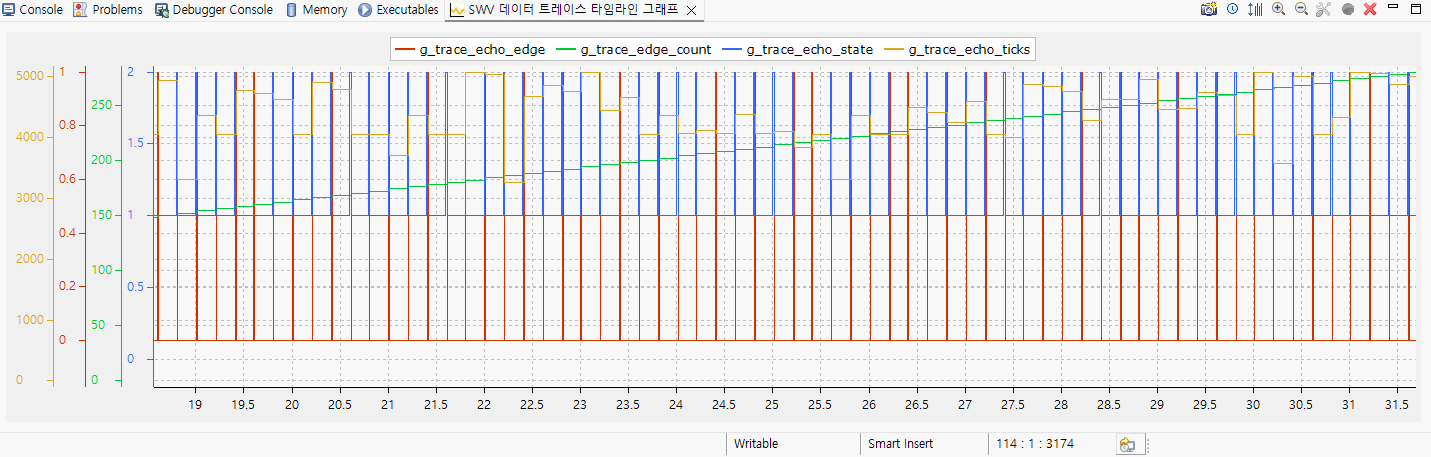 Console Problems Debugger Console Memory Executables SWV 데이터 트레이스 타임라인 그래프
g_trace_echo_edge g_trace_edge_count g_trace_echo_state g_trace_echo_ticks
5000 1 2
250
4000 0.8
1.5
200
3000 0.6
150 1
0.4
2000
100
0.2 0.5
1000 50
0
0
0 0
19 19.5 20 20.5 21 21.5 22 22.5 23 23.5 24 24.5 25 25.5 26 26.5 27 27.5 28 28.5 29 29.5 30 30.5 31 31.5
Writable Smart Insert 114 : 1 : 3174